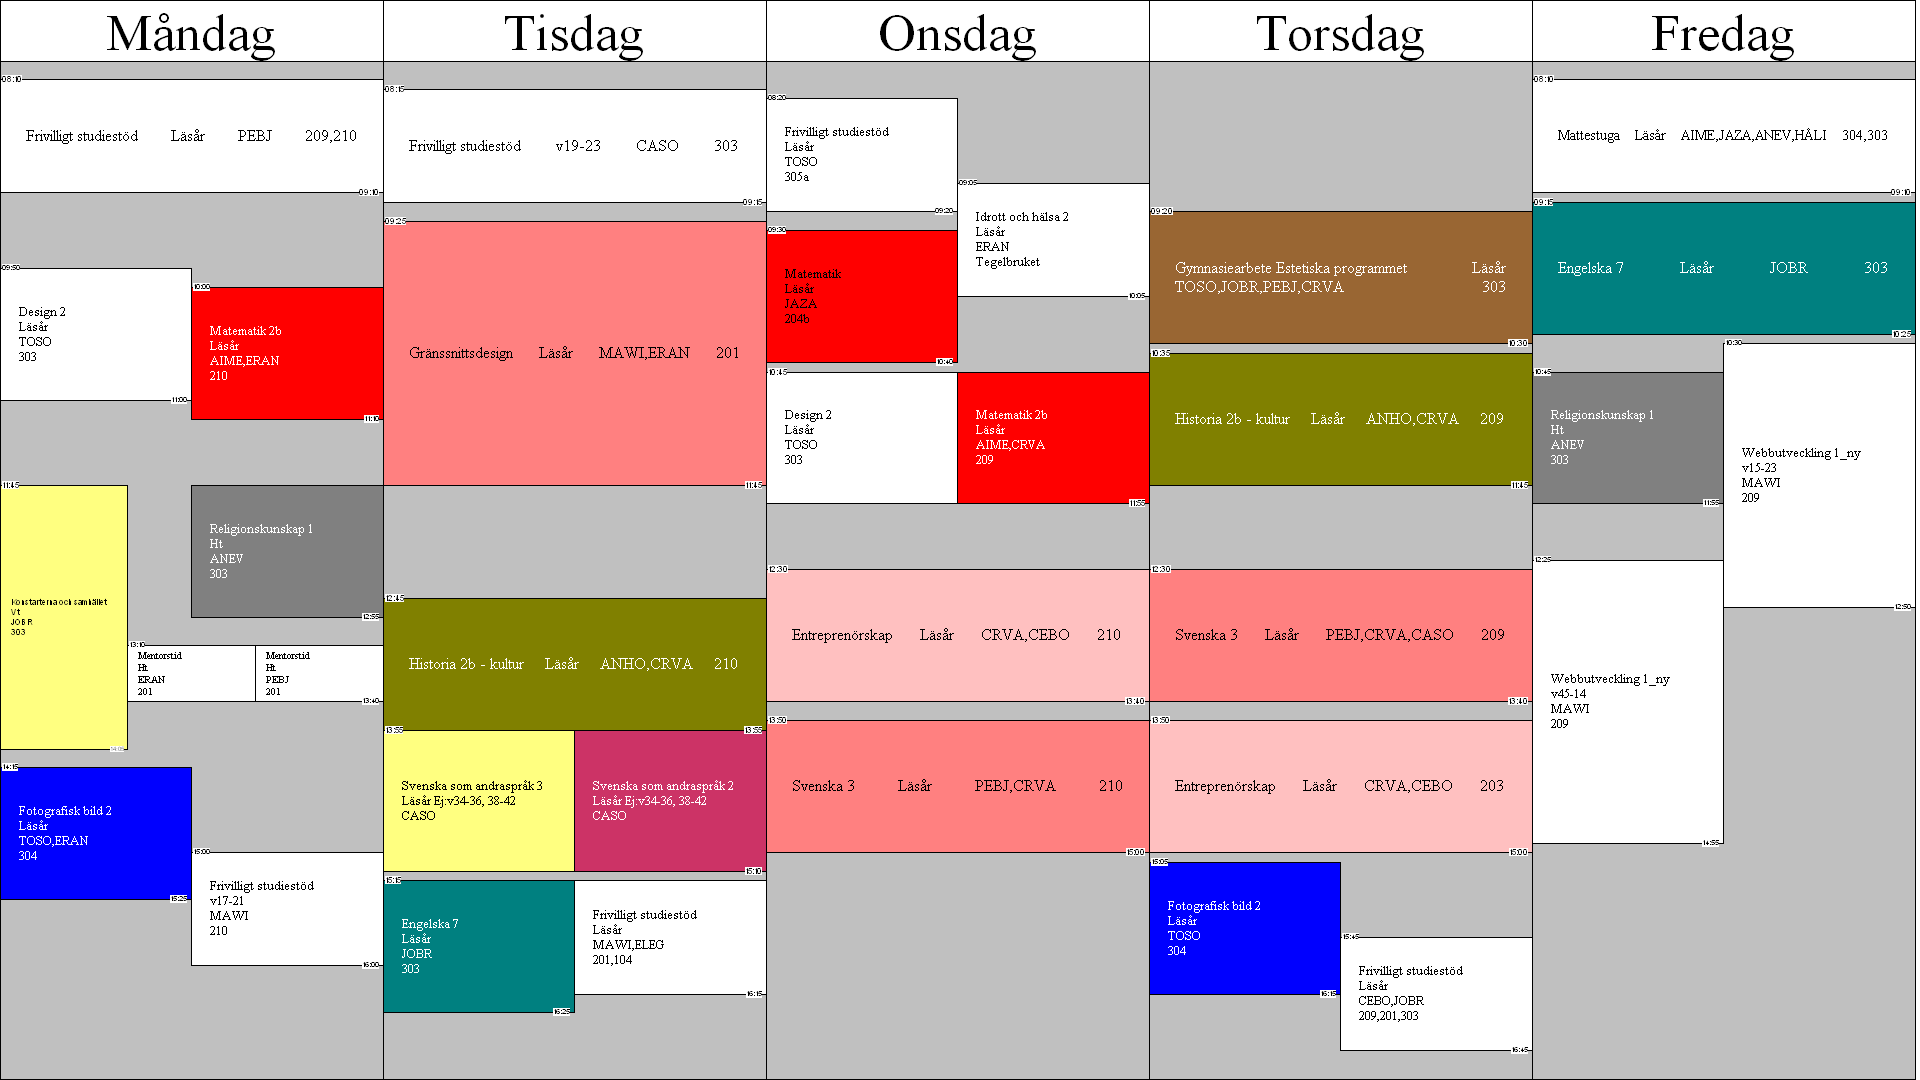 Måndag
Tisdag
Onsdag
Torsdag
Fredag
08:10
Frivilligt studiestöd Läsår PEBJ 209,210
09:10
09:50
Design 2
Läsår
TOSO
303
11:00
10:00
Matematik 2b
Läsår
AIME,ERAN
210
11:10
11:45
Konstarterna och samhället
Vt
JOBR
303
14:05
Religionskunskap 1
Ht
ANEV
303
12:55
13:10
Mentorstid
Ht
ERAN
201
Mentorstid
Ht
PEBJ
201
13:40
14:15
Fotografisk bild 2
Läsår
TOSO,ERAN
304
15:25
15:00
Frivilligt studiestöd
v17-21
MAWI
210
16:00
08:15
Frivilligt studiestöd v19-23 CASO 303
09:15
09:25
Gränssnittsdesign Läsår MAWI,ERAN 201
11:45
12:45
Historia 2b - kultur Läsår ANHO,CRVA 210
13:55
13:55
Svenska som andraspråk 3
Läsår Ej:v34-36, 38-42
CASO
Svenska som andraspråk 2
Läsår Ej:v34-36, 38-42
CASO
15:10
15:15
Engelska 7
Läsår
JOBR
303
16:25
Frivilligt studiestöd
Läsår
MAWI,ELEG
201,104
16:15
08:20
Frivilligt studiestöd
Läsår
TOSO
305a
09:20
09:05
Idrott och hälsa 2
Läsår
ERAN
Tegelbruket
10:05
09:30
Matematik
Läsår
JAZA
204b
10:40
10:45
Design 2
Läsår
TOSO
303
Matematik 2b
Läsår
AIME,CRVA
209
11:55
12:30
Entreprenörskap Läsår CRVA,CEBO 210
13:40
13:50
Svenska 3 Läsår PEBJ,CRVA 210
15:00
09:20
Gymnasiearbete Estetiska programmet Läsår
TOSO,JOBR,PEBJ,CRVA 303
10:30
10:35
Historia 2b - kultur Läsår ANHO,CRVA 209
11:45
12:30
Svenska 3 Läsår PEBJ,CRVA,CASO 209
13:40
13:50
Entreprenörskap Läsår CRVA,CEBO 203
15:00
15:05
Fotografisk bild 2
Läsår
TOSO
304
16:15
15:45
Frivilligt studiestöd
Läsår
CEBO,JOBR
209,201,303
16:45
08:10
Mattestuga Läsår AIME,JAZA,ANEV,HÅLI 304,303
09:10
09:15
Engelska 7 Läsår JOBR 303
10:25
10:45
Religionskunskap 1
Ht
ANEV
303
11:55
10:30
Webbutveckling 1_ny
v15-23
MAWI
209
12:50
12:25
Webbutveckling 1_ny
v45-14
MAWI
209
14:55